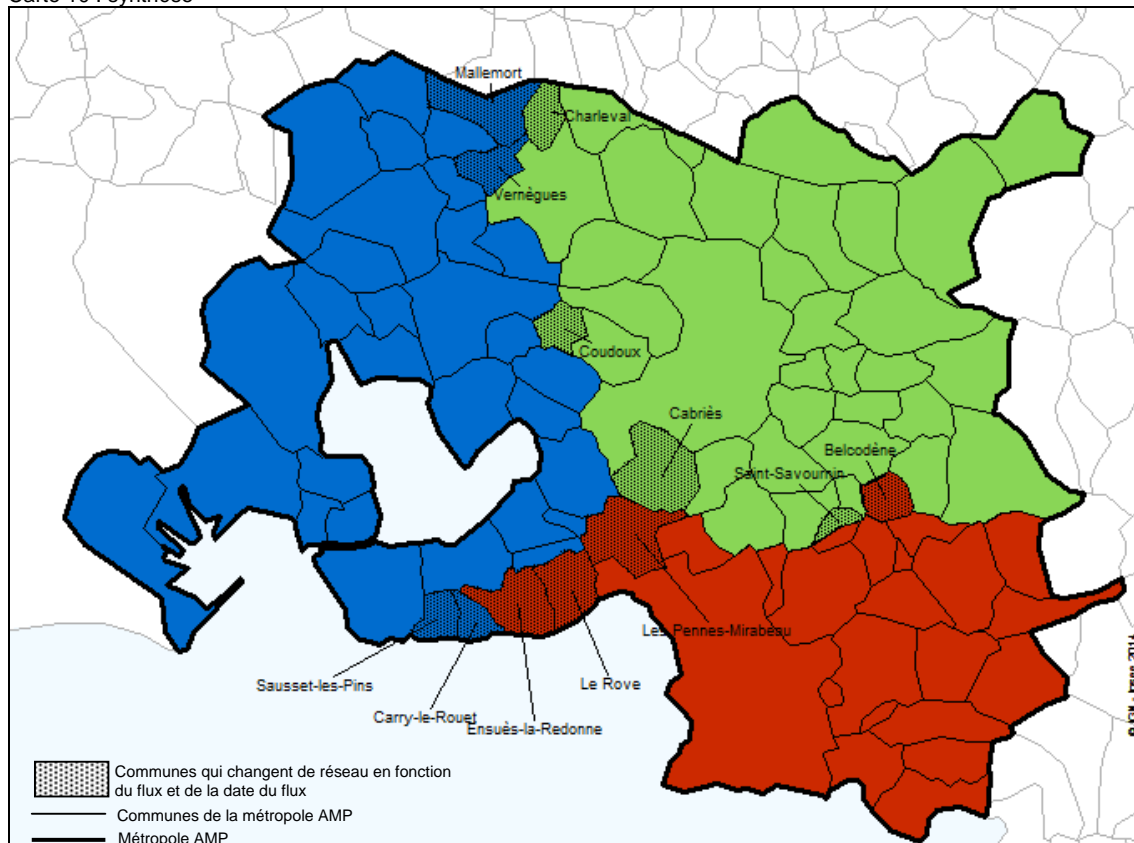 Mallemort
Charleval
Vernègues
Coudoux
Cabriès
Belcodène
Saint-Savournin
Les Pennes-Mirabeau
Le Rove
Sausset-les-Pins
Carry-le-Rouet
Ensuès-la-Redonne
Communes qui changent de réseau en fonction
du flux et de la date du flux
Communes de la métropole AMP
Métropole AMP